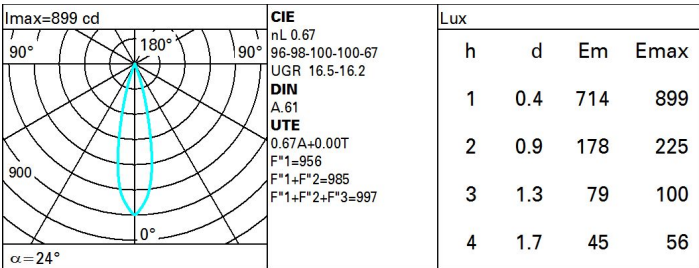 Imax=899 cd
90°
180°
90°
900
0°
α=24°
CIE
nL 0.67
96-98-100-100-67
UGR 16.5-16.2
DIN
A.61
UTE
0.67A+0.00T
F"1=956
F"1+F"2=985
F"1+F"2+F"3=997
Lux
h d Em Emax
1 0.4 714 899
2 0.9 178 225
3 1.3 79 100
4 1.7 45 56